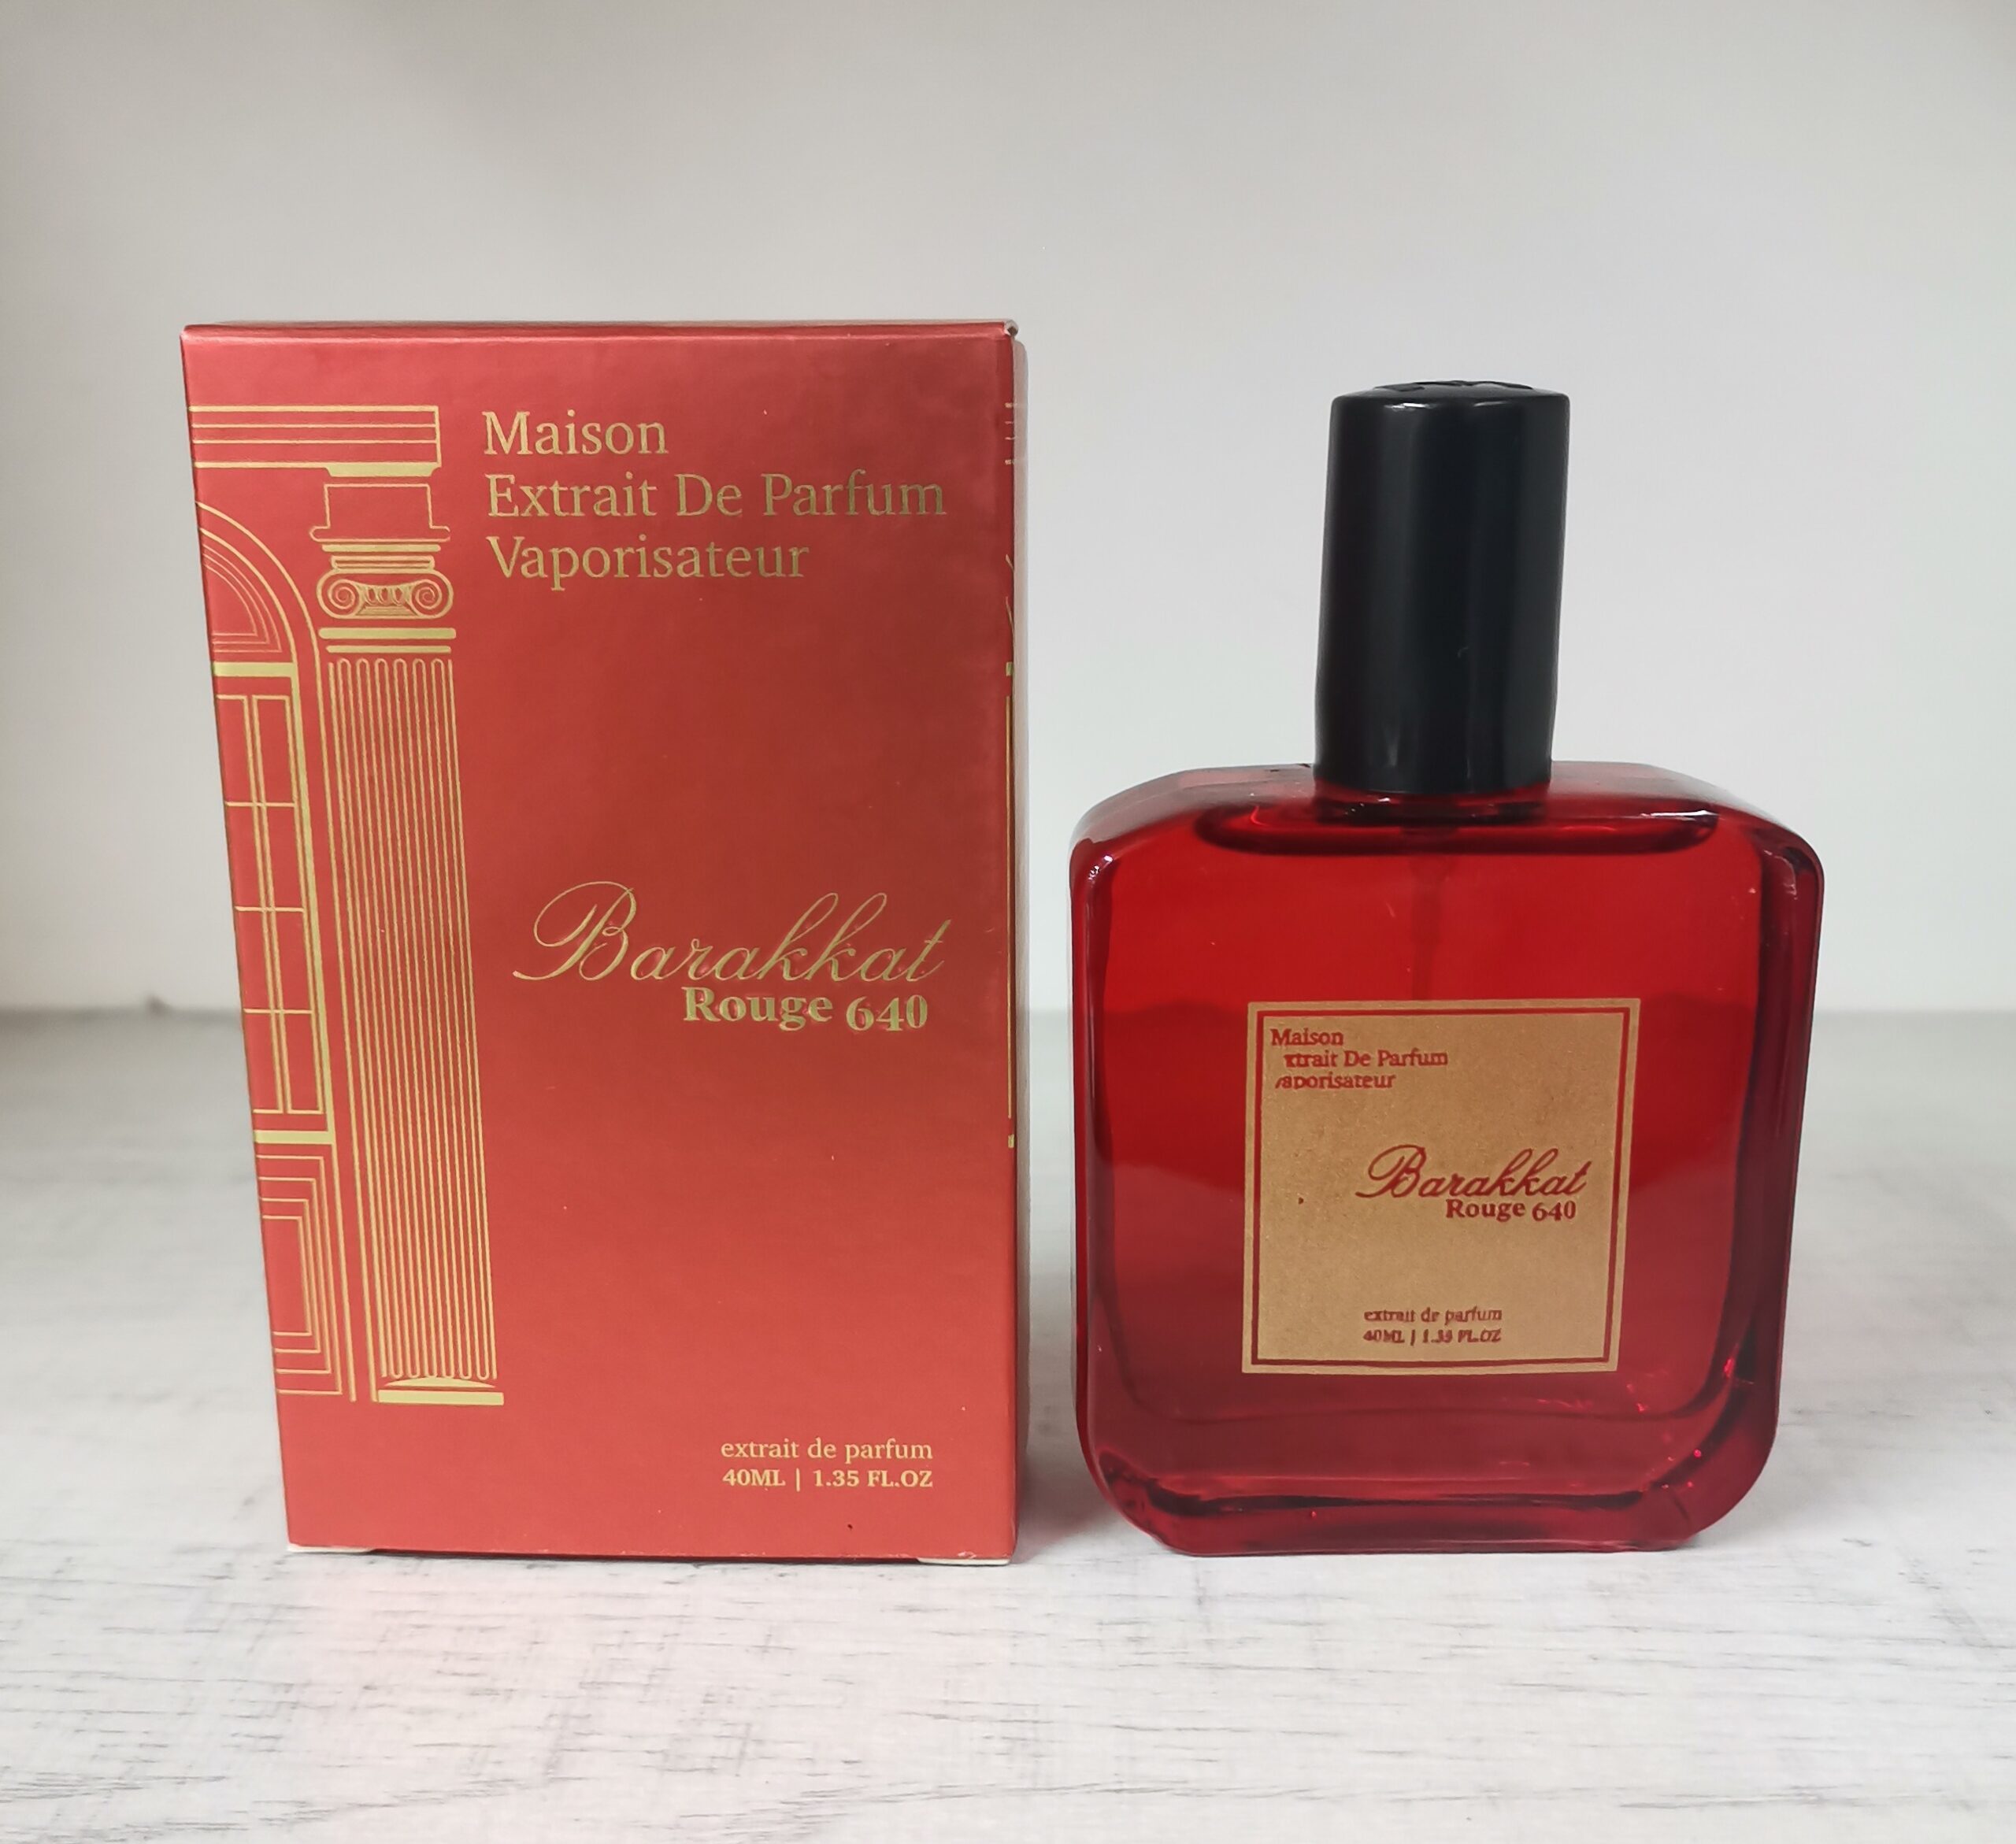 Maison
Extrait De Parfum
Vaporisateur
Barakkat
Rouge 640
extrait de parfum
40ML | 1.35 FL.OZ
Maison
xtrait De Parfum
aporisateur
Barakkat
Rouge 640
extrait de parfum
40ML | 1.35 FL.OZ